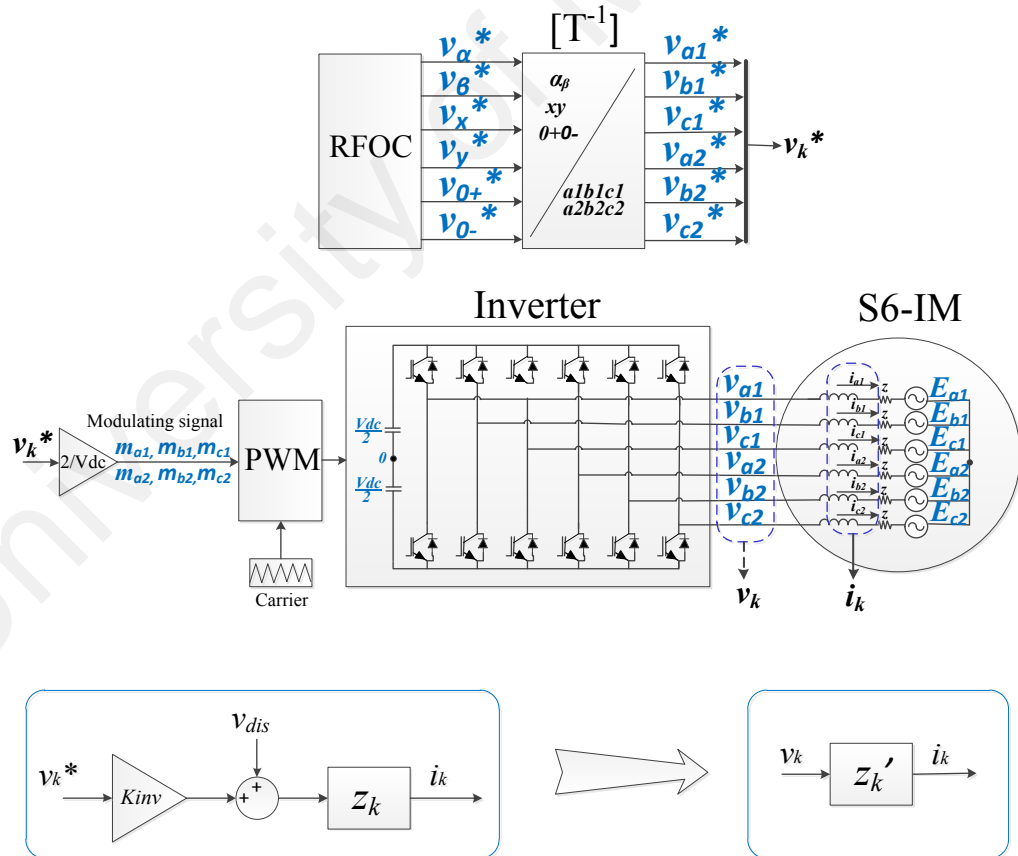 [T⁻¹]
RFOC
vα*
vβ*
vx*
vy*
v0+*
v0-*
αβ
xy
0+0-
a1b1c1
a2b2c2
va1*
vb1*
vc1*
va2*
vb2*
vc2*
vk*
Inverter
S6-IM
vk*
2/Vdc
Modulating signal
ma1, mb1, mc1
ma2, mb2, mc2
PWM
Carrier
Vdc
2
0
Vdc
2
va1
vb1
vc1
va2
vb2
vc2
vk
ia1 z Ea1
ib1 z Eb1
ic1 z Ec1
ia2 z Ea2
ib2 z Eb2
ic2 z Ec2
ik
vk*
Kinv
vdis
+
+
zk
ik
vk
zk′
ik
University of